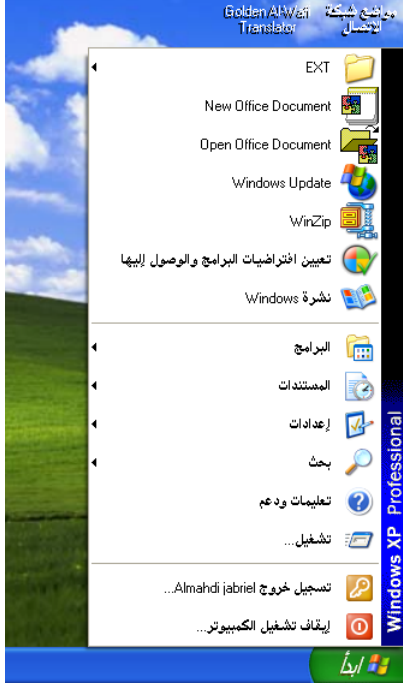 مواضع شبكة
الاتصال
Golden Al-Wafi
Translator
EXT
New Office Document
Open Office Document
Windows Update
WinZip
تعيين افتراضيات البرامج والوصول إليها
نشرة Windows
البرامج
المستندات
إعدادات
بحث
تعليمات ودعم
تشغيل...
تسجيل خروج Almahdi jabriel...
إيقاف تشغيل الكمبيوتر...
Windows XP Professional
ابدأ